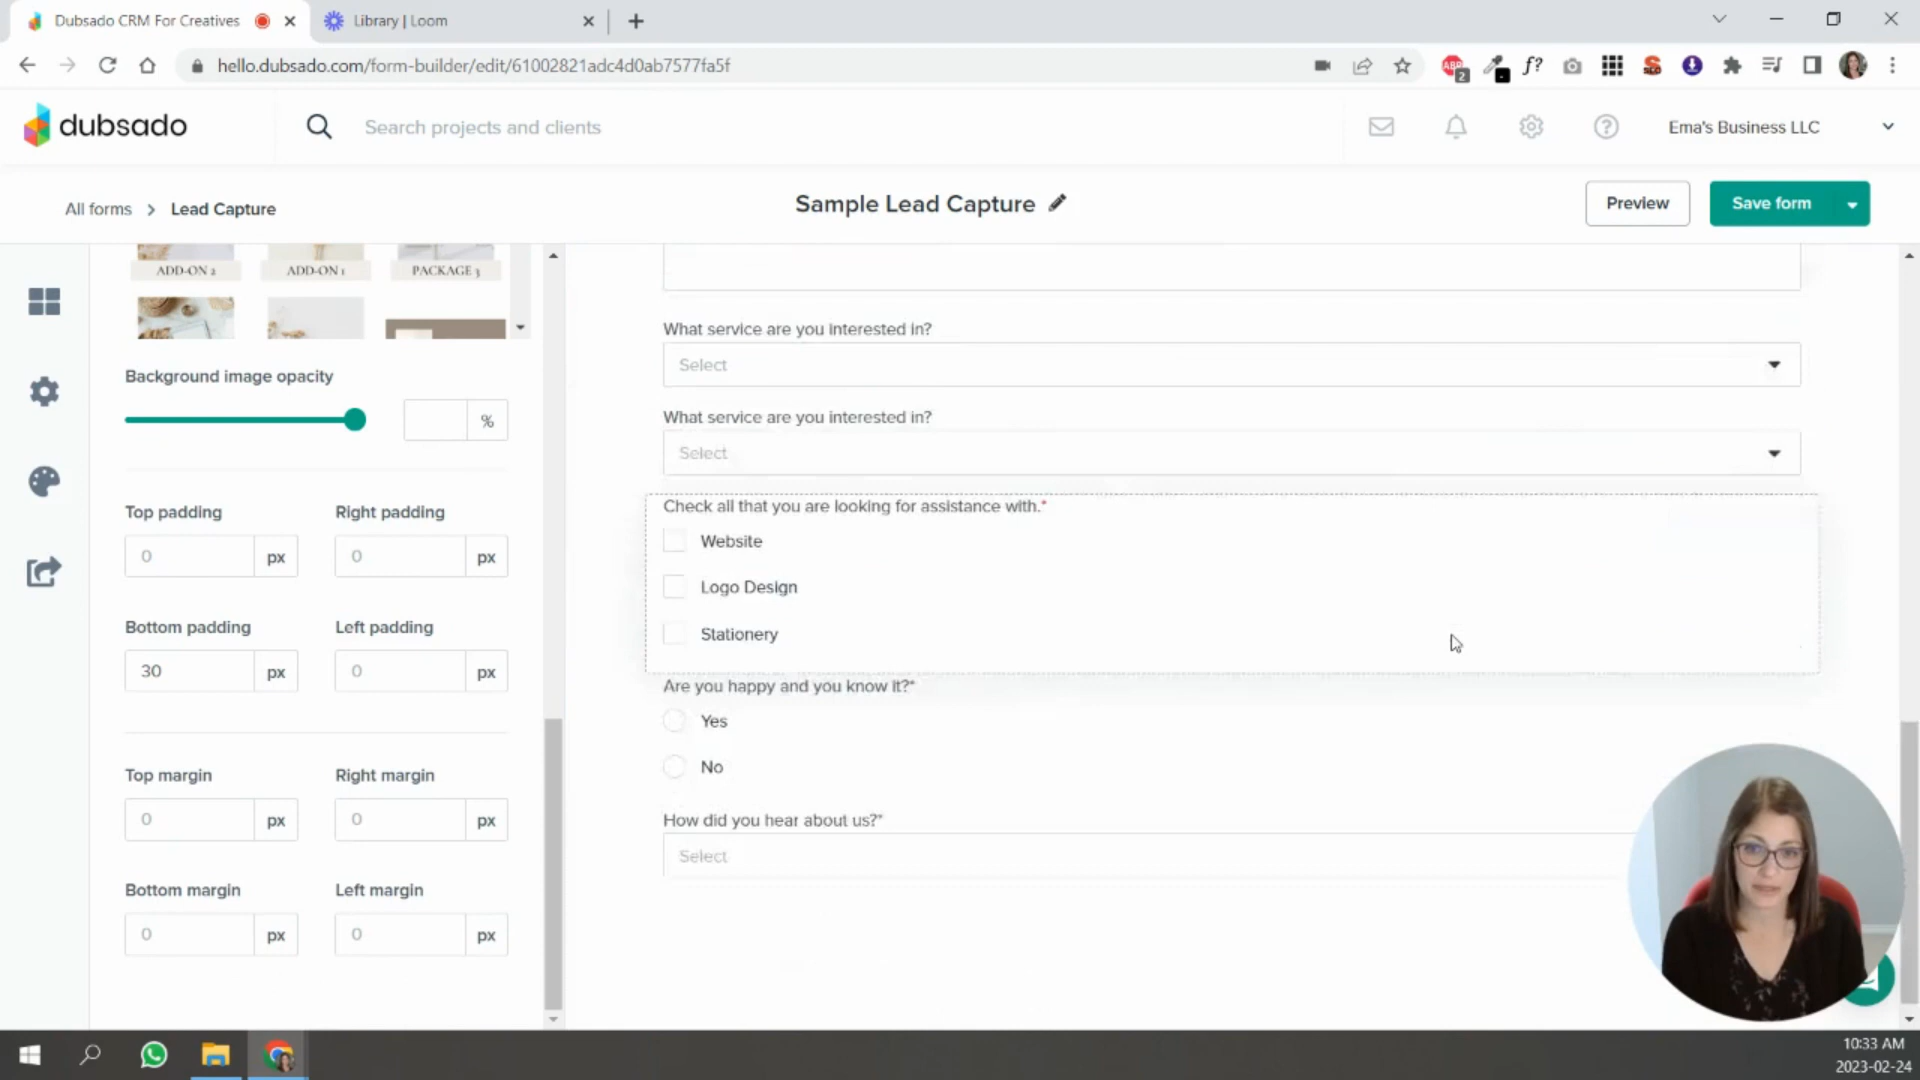 Dubsado CRM For Creatives
Library | Loom
hello.dubsado.com/form-builder/edit/61002821adc4d0ab7577fa5f
ABP
2
f?
SEO
dubsado
Search projects and clients
Ema's Business LLC
All forms > Lead Capture
Sample Lead Capture
Preview
Save form
ADD-ON 2
ADD-ON 1
PACKAGE 3
Background image opacity
%
Top padding
Right padding
0 px
0 px
Bottom padding
Left padding
30 px
0 px
Top margin
Right margin
0 px
0 px
Bottom margin
Left margin
0 px
0 px
What service are you interested in?
Select
What service are you interested in?
Select
Check all that you are looking for assistance with.*
Website
Logo Design
Stationery
Are you happy and you know it?*
Yes
No
How did you hear about us?*
Select
10:33 AM
2023-02-24